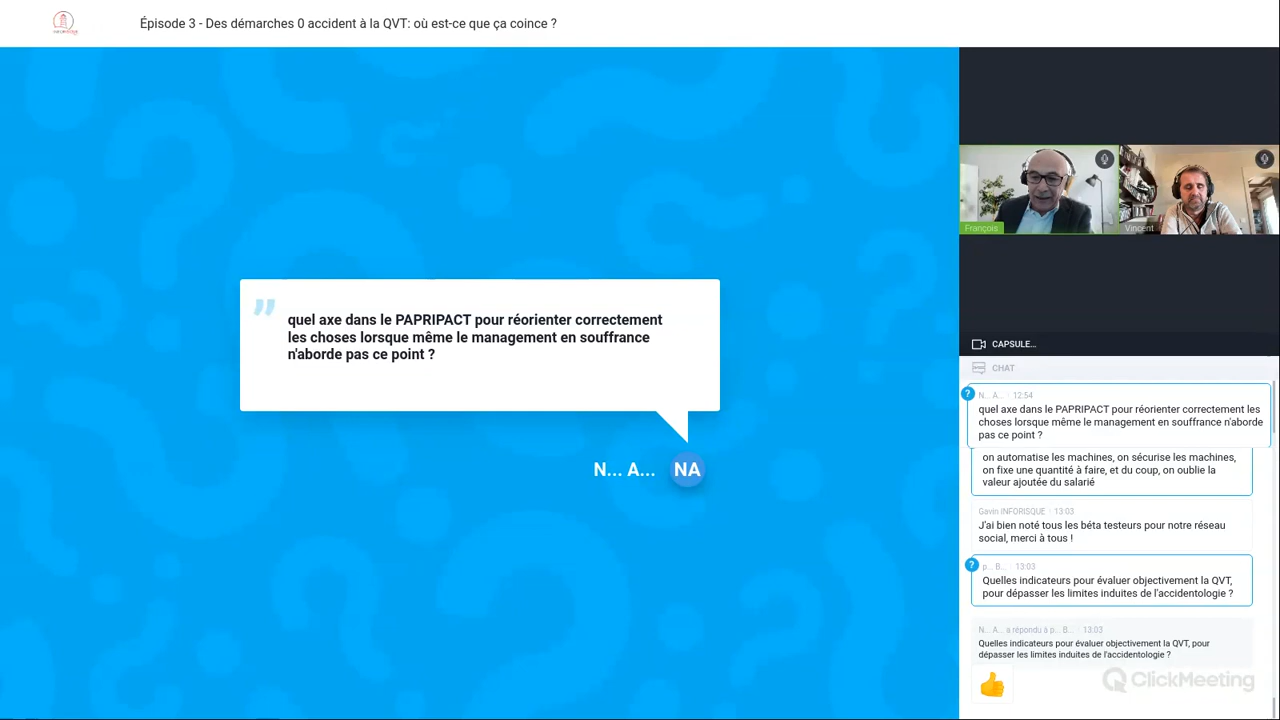 Épisode 3 - Des démarches 0 accident à la QVT: où est-ce que ça coince ?
quel axe dans le PAPRIPACT pour réorienter correctement
les choses lorsque même le management en souffrance
n'aborde pas ce point ?
N... A...
NA
François
Vincent
CAPSULE...
CHAT
? N... A... · 12:54
quel axe dans le PAPRIPACT pour réorienter correctement les
choses lorsque même le management en souffrance n'aborde
pas ce point ?
on automatise les machines, on sécurise les machines,
on fixe une quantité à faire, et du coup, on oublie la
valeur ajoutée du salarié
Gavin INFORISQUE · 13:03
J'ai bien noté tous les béta testeurs pour notre réseau
social, merci à tous !
? p... B... · 13:03
Quelles indicateurs pour évaluer objectivement la QVT,
pour dépasser les limites induites de l'accidentologie ?
N... A... a répondu à p... B... · 13:03
Quelles indicateurs pour évaluer objectivement la QVT, pour
dépasser les limites induites de l'accidentologie ?
ClickMeeting